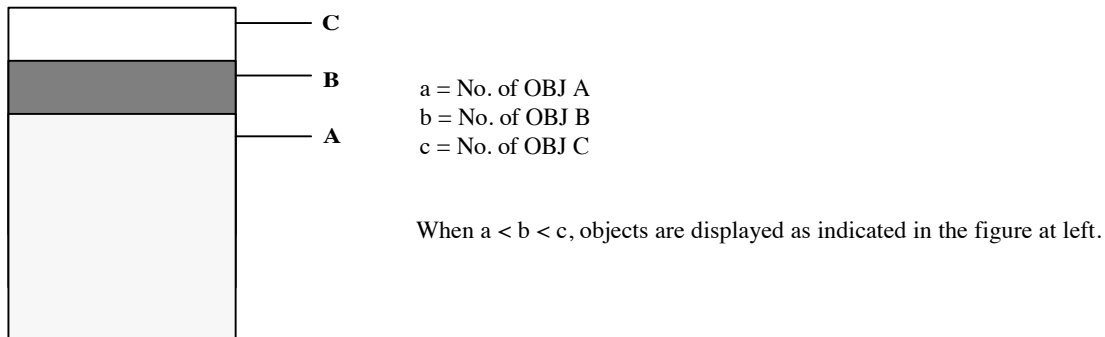 C
B
A
a = No. of OBJ A
b = No. of OBJ B
c = No. of OBJ C
When a < b < c, objects are displayed as indicated in the figure at left.